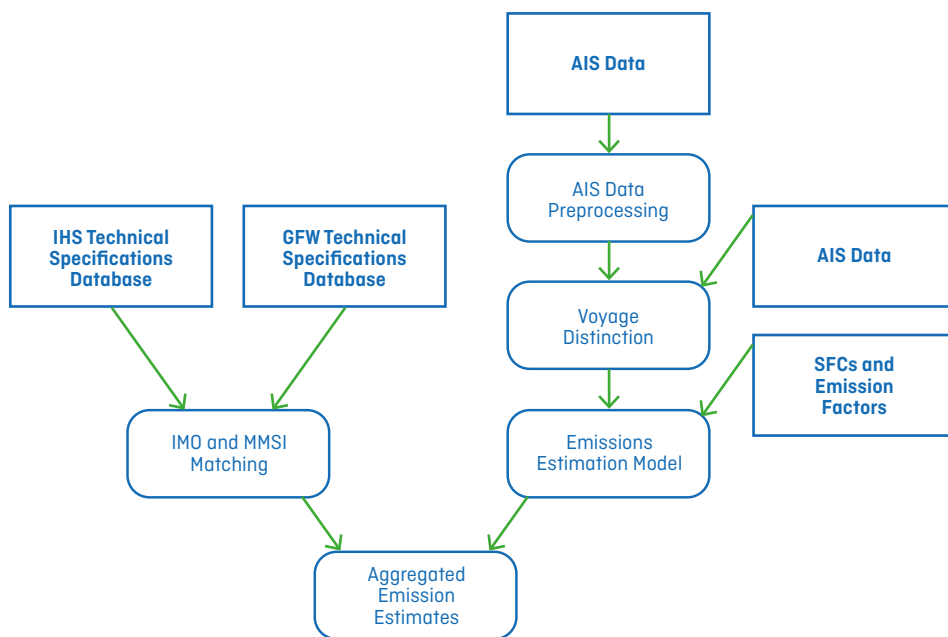 AIS Data
AIS Data
Preprocessing
IHS Technical
Specifications
Database
GFW Technical
Specifications
Database
AIS Data
Voyage
Distinction
SFCs and
Emission
Factors
IMO and MMSI
Matching
Emissions
Estimation Model
Aggregated
Emission
Estimates